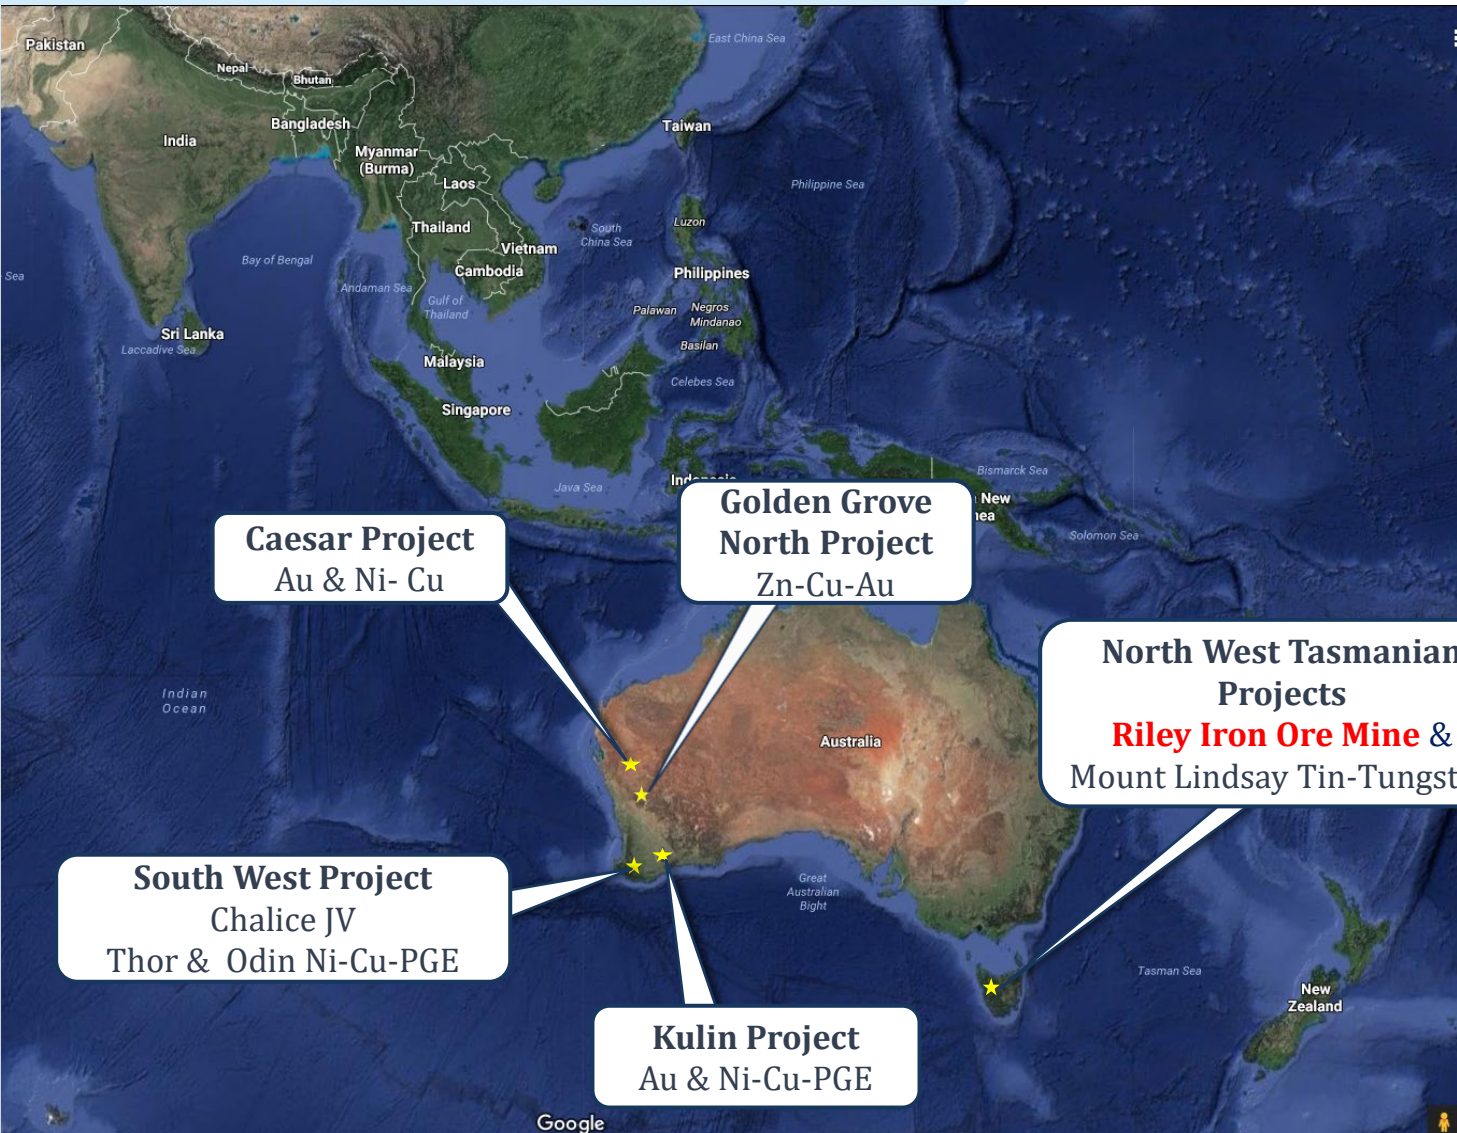 East China Sea
Pakistan
Nepal
Bhutan
Bangladesh
Taiwan
India
Myanmar
(Burma)
Laos
Philippine Sea
Thailand
Luzon
South
China Sea
Vietnam
Bay of Bengal
Cambodia
Philippines
Sea
Andaman Sea
Gulf of
Thailand
Palawan
Negros
Mindanao
Sri Lanka
Laccadive Sea
Basilan
Malaysia
Celebes Sea
Singapore
Bismarck Sea
Java Sea
New
Solomon Sea
Caesar Project
Au & Ni- Cu
Golden Grove
North Project
Zn-Cu-Au
North West Tasmanian
Projects
Riley Iron Ore Mine &
Mount Lindsay Tin-Tungst
Indian
Ocean
Australia
South West Project
Chalice JV
Thor & Odin Ni-Cu-PGE
Great
Australian
Bight
Tasman Sea
New
Zealand
Kulin Project
Au & Ni-Cu-PGE
Google